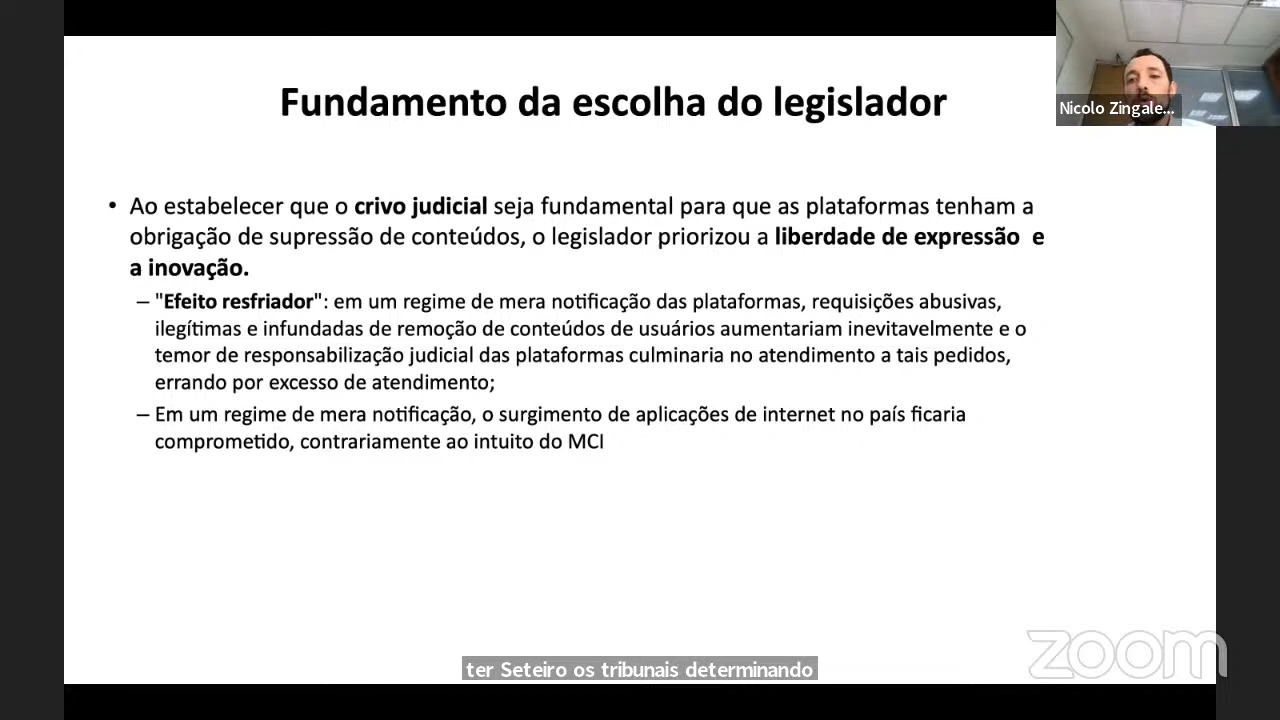 Fundamento da escolha do legislador
Nicolo Zingale...
• Ao estabelecer que o crivo judicial seja fundamental para que as plataformas tenham a
obrigação de supressão de conteúdos, o legislador priorizou a liberdade de expressão e
a inovação.
– "Efeito resfriador": em um regime de mera notificação das plataformas, requisições abusivas,
ilegítimas e infundadas de remoção de conteúdos de usuários aumentariam inevitavelmente e o
temor de responsabilização judicial das plataformas culminaria no atendimento a tais pedidos,
errando por excesso de atendimento;
– Em um regime de mera notificação, o surgimento de aplicações de internet no país ficaria
comprometido, contrariamente ao intuito do MCI
zoom
ter Seteiro os tribunais determinando